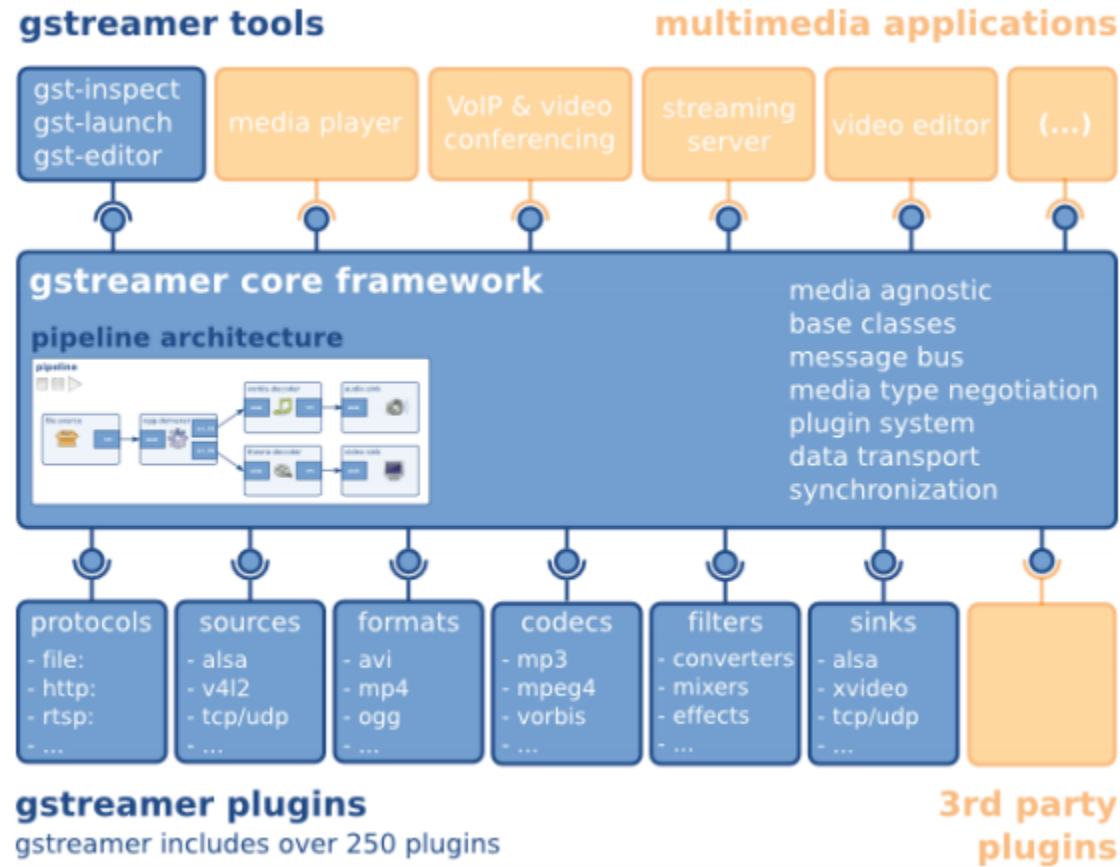 gstreamer tools
multimedia applications
gst-inspect
gst-launch
gst-editor
media player
VoIP & video
conferencing
streaming
server
video editor
(...)
gstreamer core framework
pipeline architecture
pipeline
media agnostic
base classes
message bus
media type negotiation
plugin system
data transport
synchronization
protocols
- file:
- http:
- rtsp:
- ...
sources
- alsa
- v4l2
- tcp/udp
- ...
formats
- avi
- mp4
- ogg
- ...
codecs
- mp3
- mpeg4
- vorbis
- ...
filters
- converters
- mixers
- effects
- ...
sinks
- alsa
- xvideo
- tcp/udp
- ...
gstreamer plugins
gstreamer includes over 250 plugins
3rd party
plugins